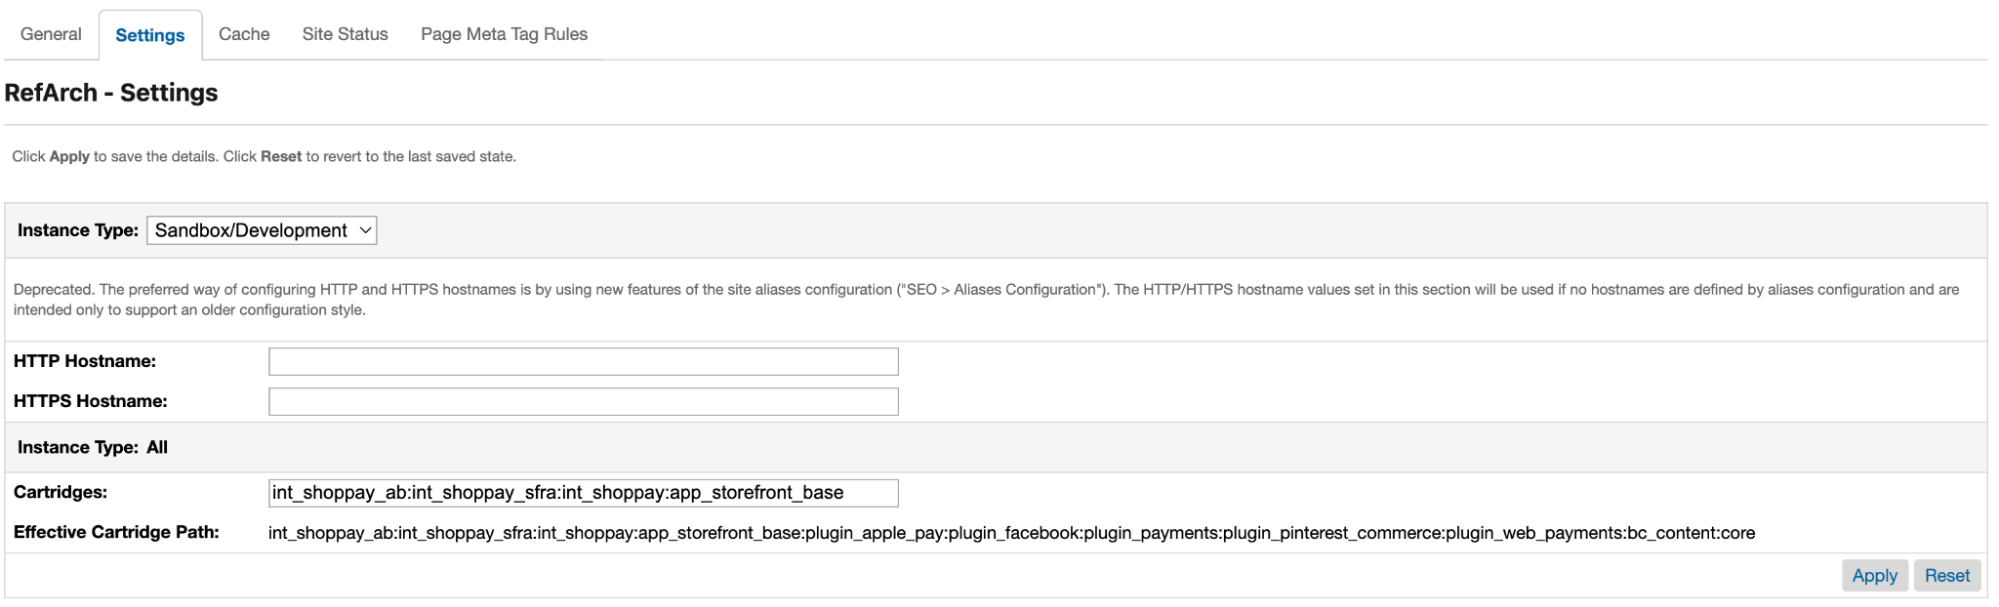 General Settings Cache Site Status Page Meta Tag Rules
RefArch - Settings
Click Apply to save the details. Click Reset to revert to the last saved state.
Instance Type: Sandbox/Development
Deprecated. The preferred way of configuring HTTP and HTTPS hostnames is by using new features of the site aliases configuration ("SEO > Aliases Configuration"). The HTTP/HTTPS hostname values set in this section will be used if no hostnames are defined by aliases configuration and are
intended only to support an older configuration style.
HTTP Hostname:
HTTPS Hostname:
Instance Type: All
Cartridges: int_shoppay_ab:int_shoppay_sfra:int_shoppay:app_storefront_base
Effective Cartridge Path: int_shoppay_ab:int_shoppay_sfra:int_shoppay:app_storefront_base:plugin_apple_pay:plugin_facebook:plugin_payments:plugin_pinterest_commerce:plugin_web_payments:bc_content:core
Apply Reset